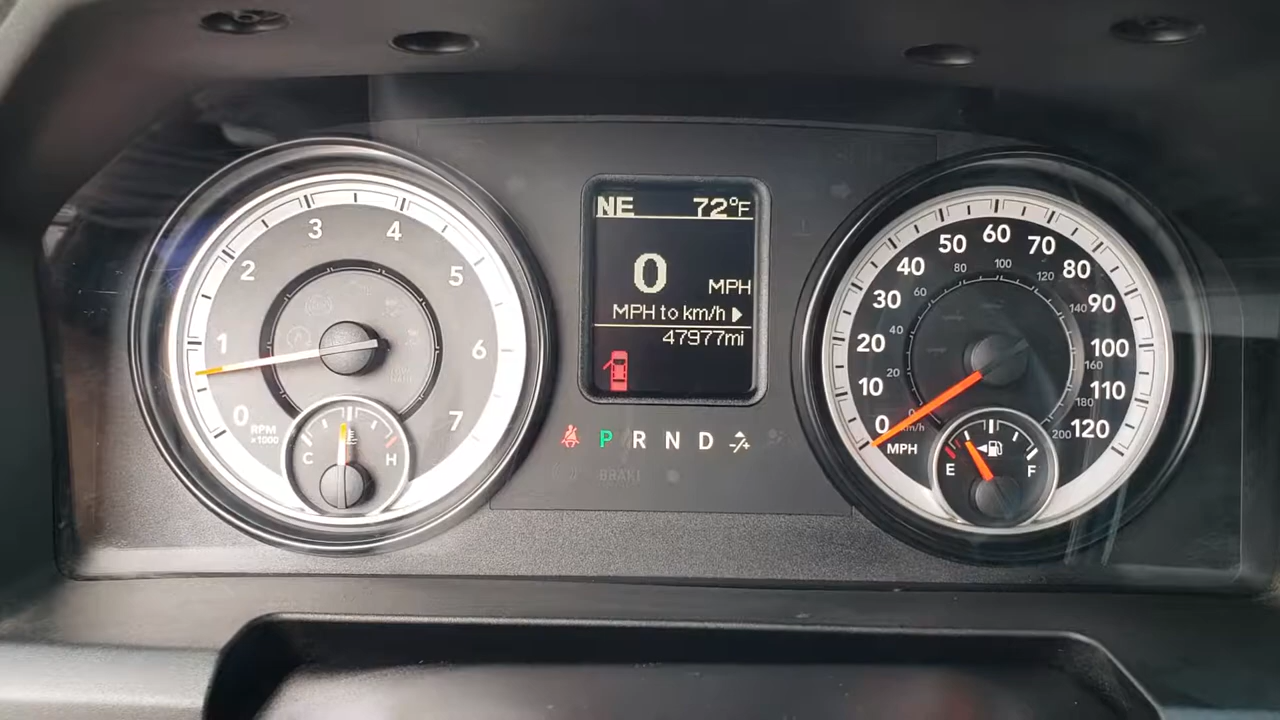 3 4
2 5
1 6
0 7
RPM
x1000
C H
NE 72°F
0 MPH
MPH to km/h
47977mi
P R N D
BRAKE
0 10 20 30 40 50 60 70 80 90 100 110 120
MPH
0 20 40 60 80 100 120 140 160 180 200
km/h
E F